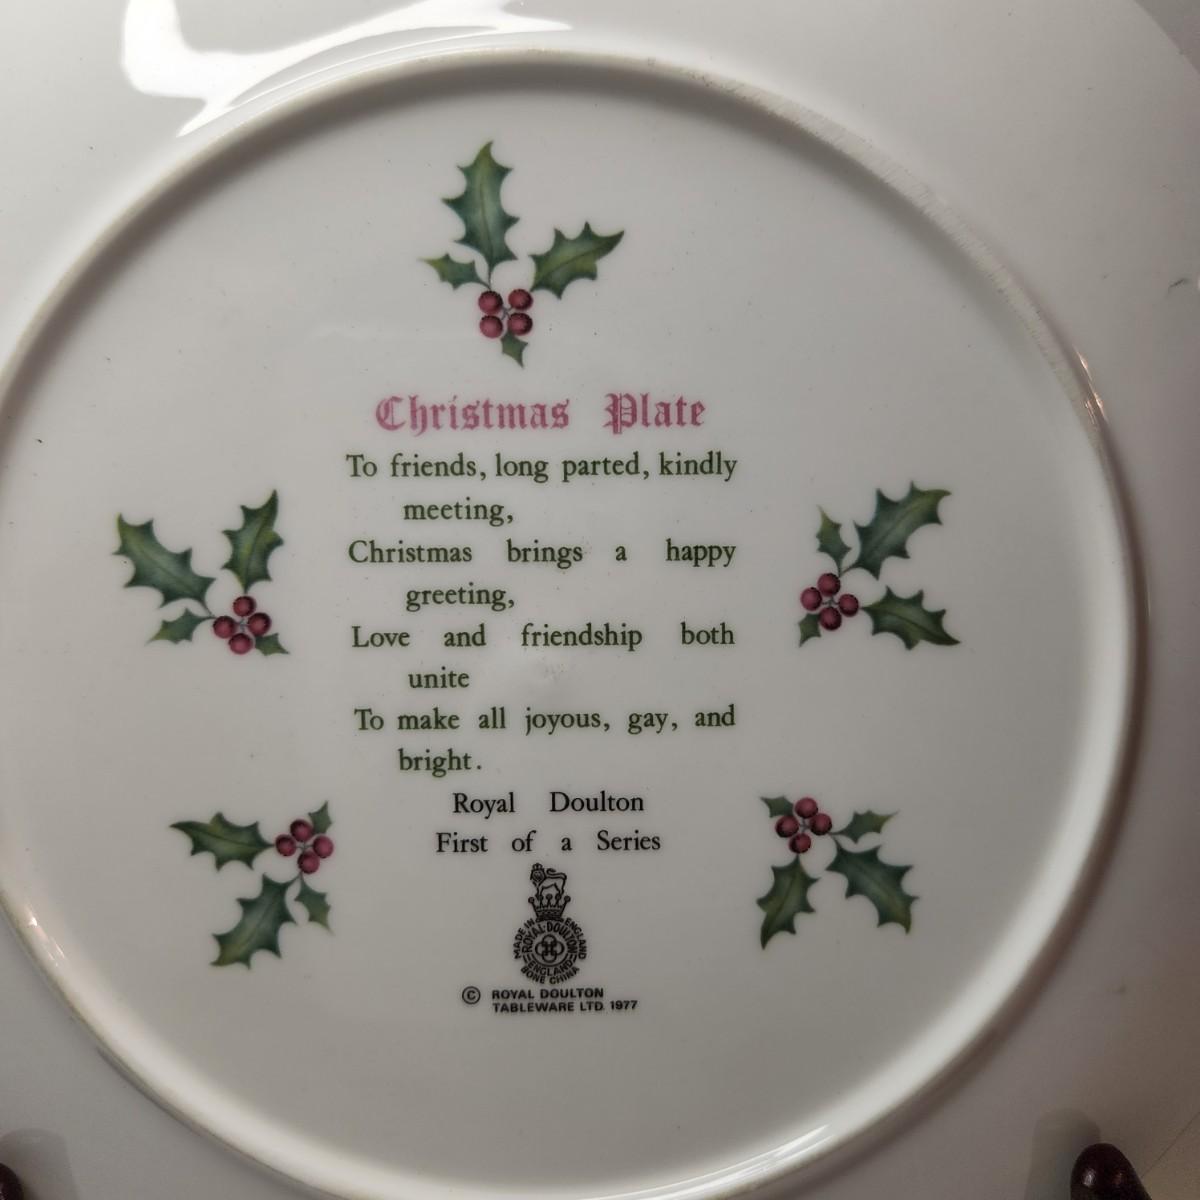 Christmas Plate
To friends, long parted, kindly
meeting,
Christmas brings a happy
greeting,
Love and friendship both
unite
To make all joyous, gay, and
bright.
Royal Doulton
First of a Series
MADE IN ENGLAND
ROYAL DOULTON
ENGLAND
BONE CHINA
© ROYAL DOULTON
TABLEWARE LTD 1977